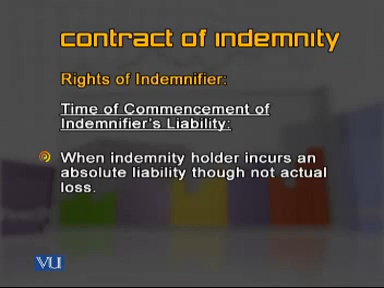 contract of indemnity
Rights of Indemnifier:
Time of Commencement of
Indemnifier's Liability:
When indemnity holder incurs an
absolute liability though not actual
loss.
VU